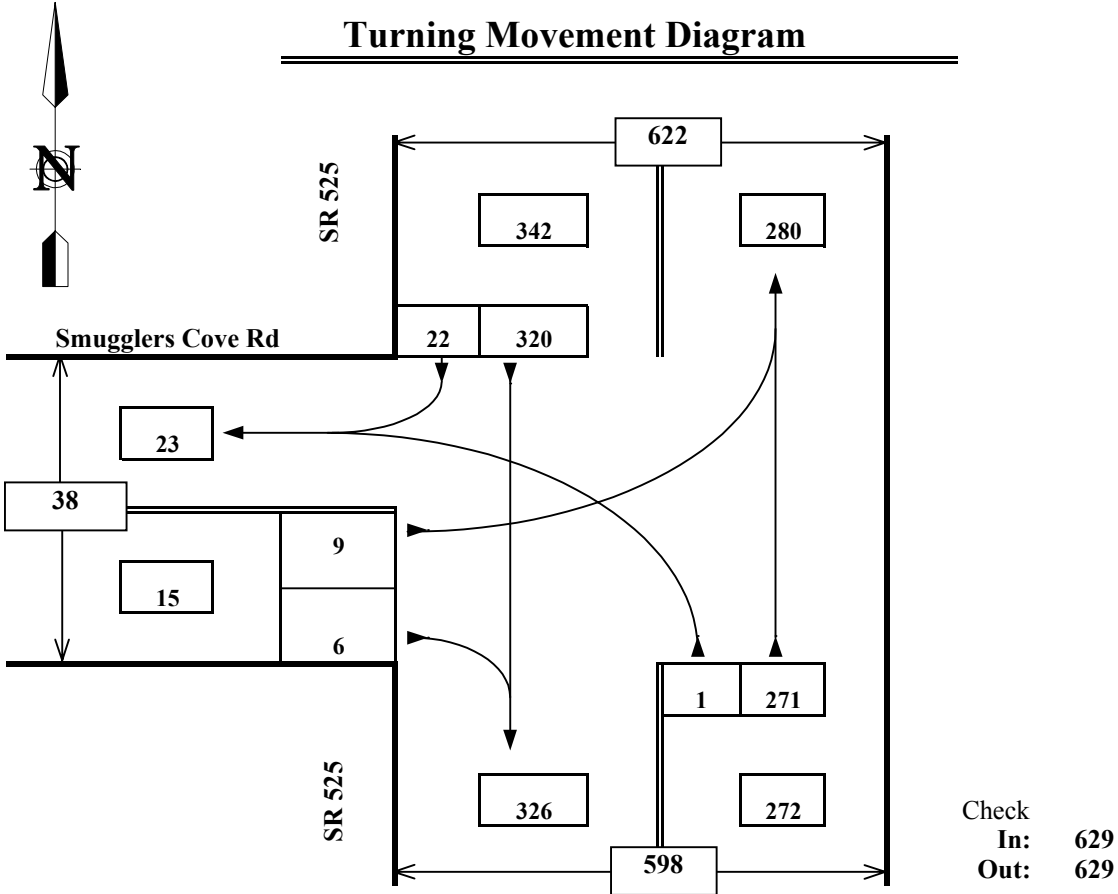 Turning Movement Diagram
N
622
SR 525
342
280
22
320
Smugglers Cove Rd
23
38
9
15
6
1
271
SR 525
326
272
598
Check
In: 629
Out: 629